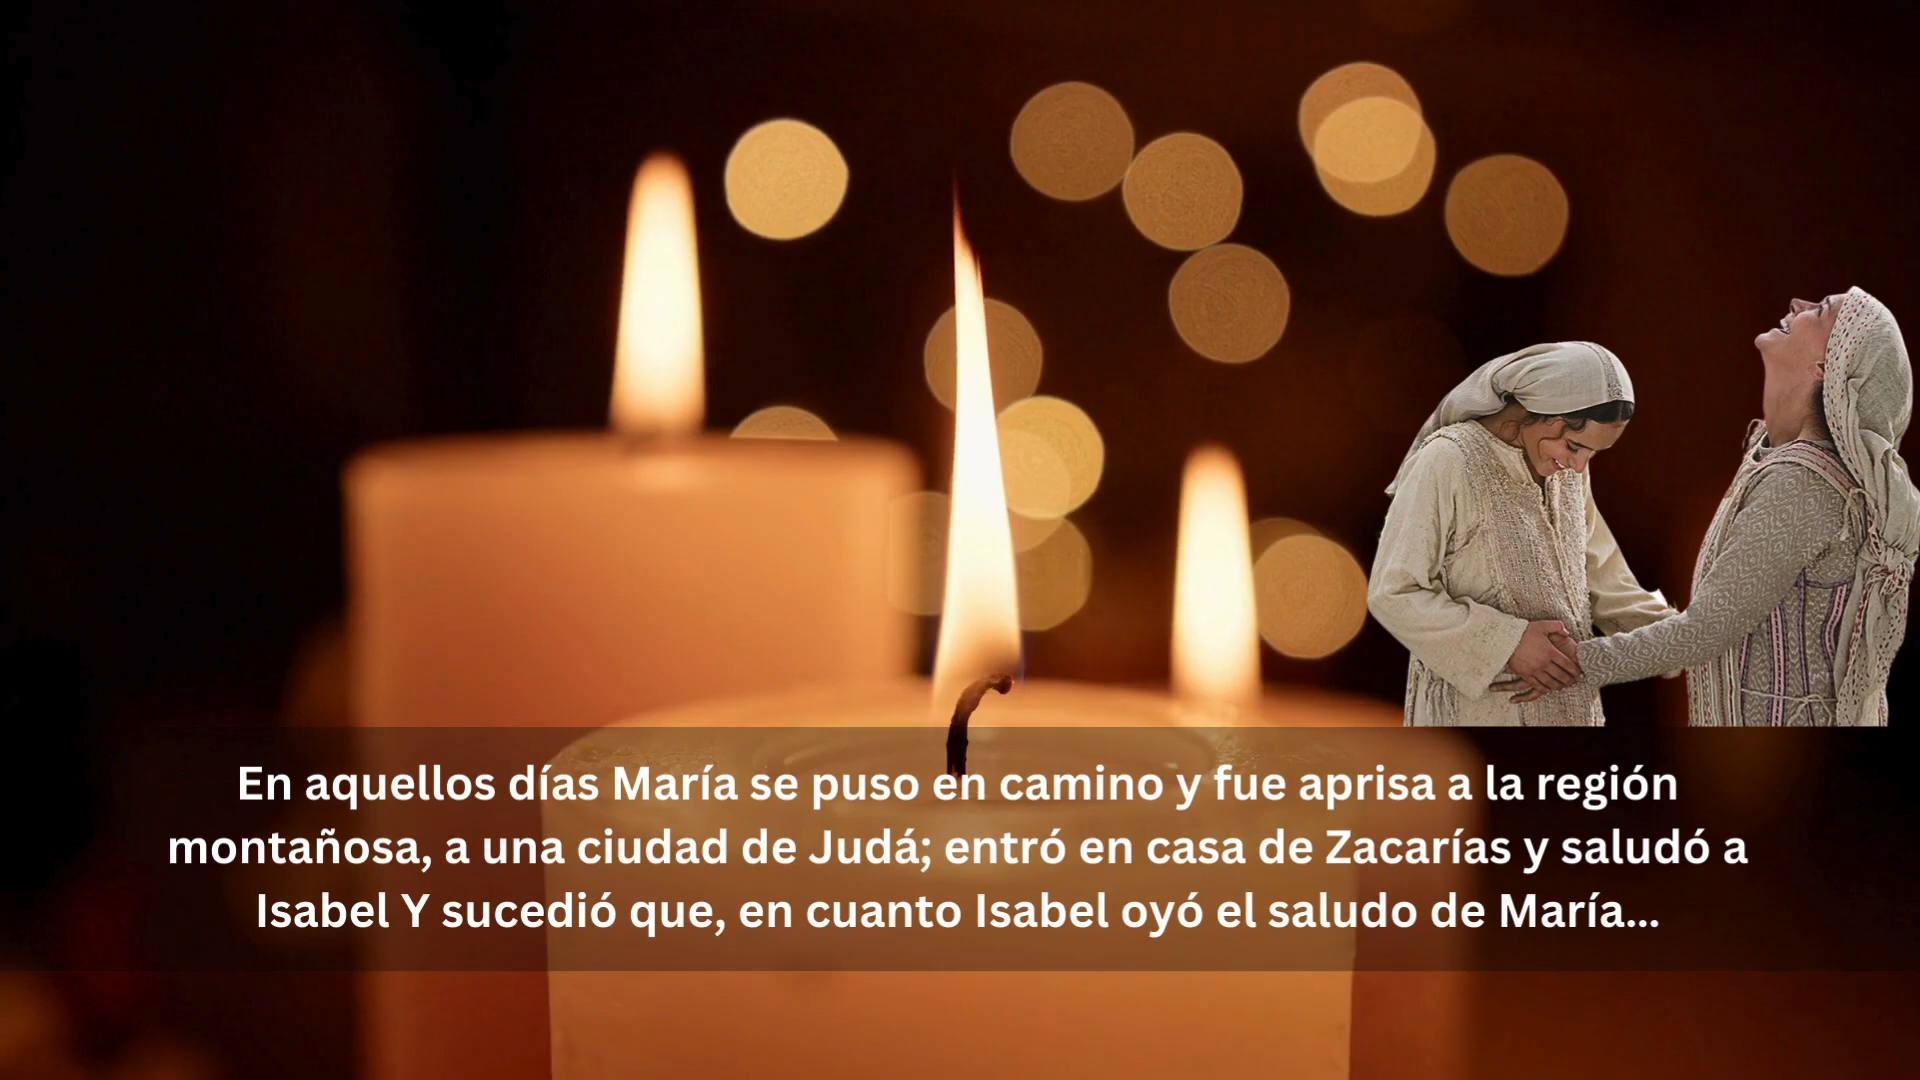 En aquellos días María se puso en camino y fue aprisa a la región
montañosa, a una ciudad de Judá; entró en casa de Zacarías y saludó a
Isabel Y sucedió que, en cuanto Isabel oyó el saludo de María...